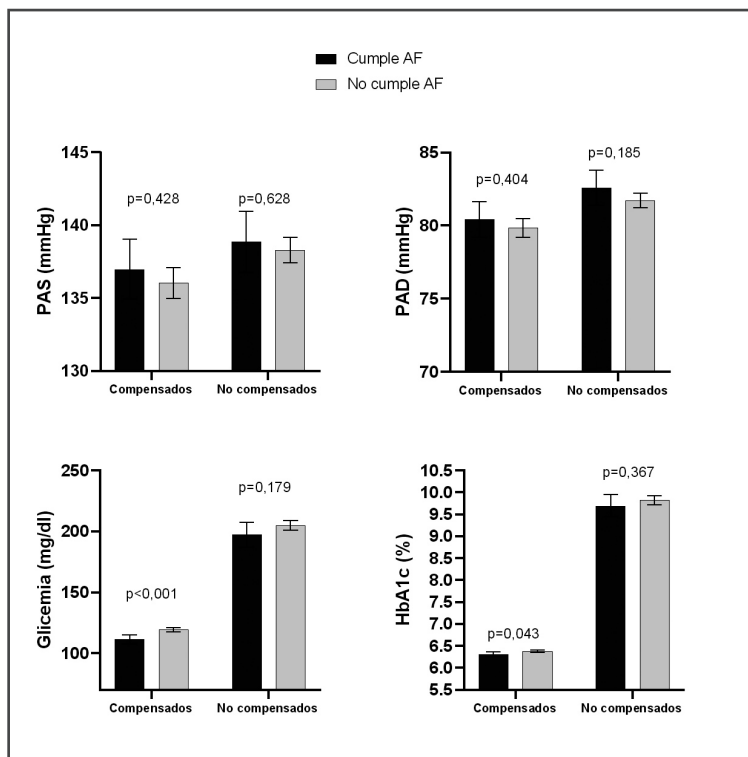 Cumple AF
No cumple AF
PAS (mmHg)
145
140
135
130
p=0,428
p=0,628
Compensados
No compensados
PAD (mmHg)
85
80
75
70
p=0,404
p=0,185
Compensados
No compensados
Glicemia (mg/dl)
250
200
150
100
p<0,001
p=0,179
Compensados
No compensados
HbA1c (%)
10.5
10.0
9.5
9.0
8.5
8.0
7.5
7.0
6.5
6.0
5.5
p=0,043
p=0,367
Compensados
No compensados